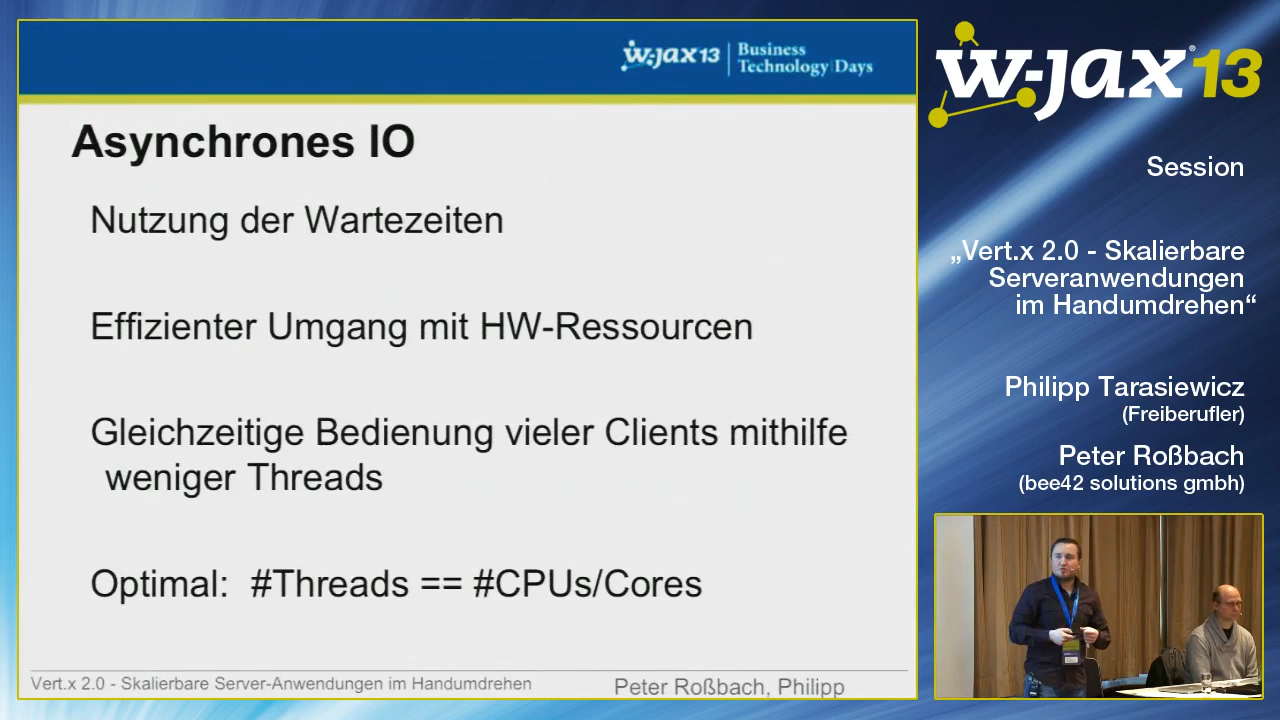 w-jax 13
Business
Technology Days
Asynchrones IO
Nutzung der Wartezeiten
Effizienter Umgang mit HW-Ressourcen
Gleichzeitige Bedienung vieler Clients mithilfe
weniger Threads
Optimal: #Threads == #CPUs/Cores
Vert.x 2.0 - Skalierbare Server-Anwendungen im Handumdrehen
Peter Roßbach, Philipp
w-jax® 13
Session
„Vert.x 2.0 - Skalierbare
Serveranwendungen
im Handumdrehen“
Philipp Tarasiewicz
(Freiberufler)
Peter Roßbach
(bee42 solutions gmbh)